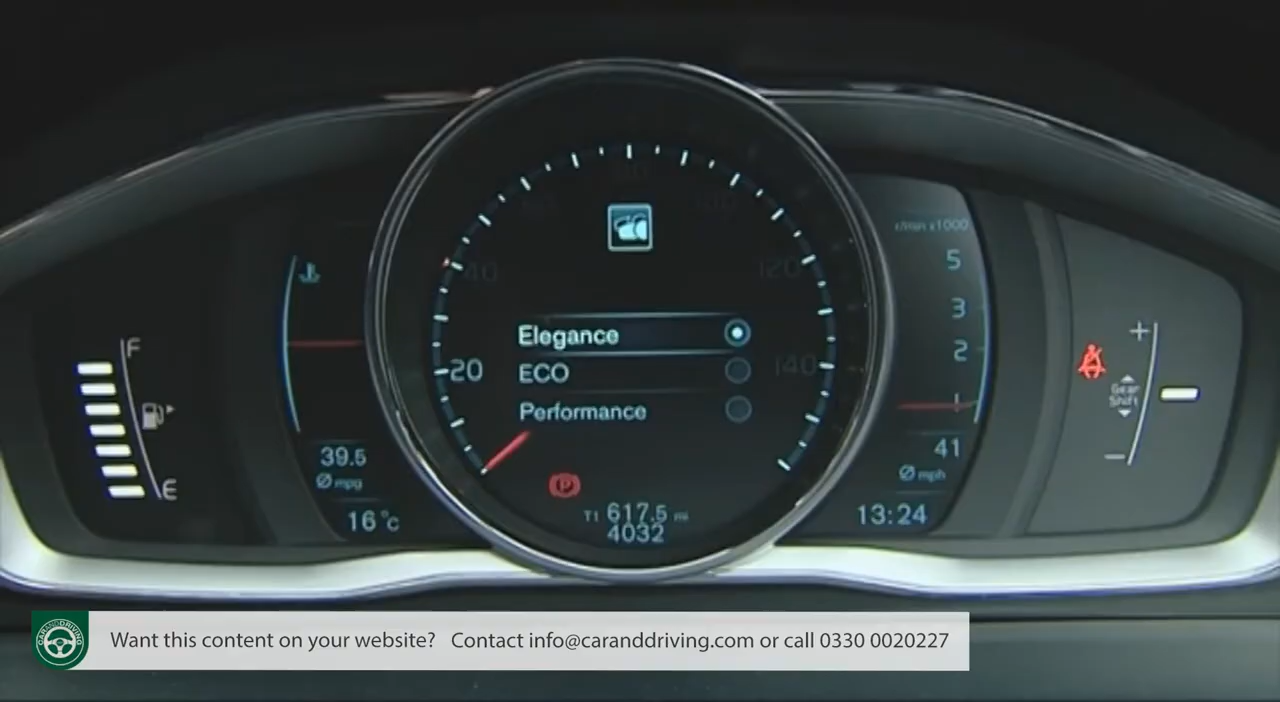 r/min x1000
40
120
5
3
2
1
F
E
20
140
Elegance
ECO
Performance
+
Gear
Shift
−
39.5
Ø mpg
16°C
P
T1 617.5 mi
4032
41
Ø mph
13:24
CARANDDRIVING
Want this content on your website? Contact info@caranddriving.com or call 0330 0020227